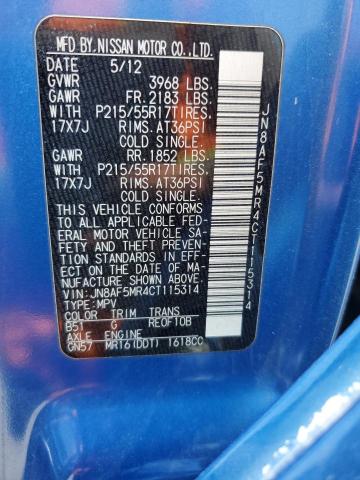 MFD BY NISSAN MOTOR CO.,LTD.
DATE 5/12
GVWR 3968 LBS.
GAWR FR. 2183 LBS.
WITH P215/55R17TIRES.
17X7J RIMS. AT36PSI
COLD SINGLE.
GAWR RR. 1852 LBS.
WITH P215/55R17TIRES.
17X7J RIMS. AT36PSI
COLD SINGLE.
THIS VEHICLE CONFORMS
TO ALL APPLICABLE FED-
ERAL MOTOR VEHICLE SA-
FETY AND THEFT PREVEN-
TION STANDARDS IN EFF-
ECT ON THE DATE OF MA-
NUFACTURE SHOWN ABOVE.
VIN: JN8AF5MR4CT115314
TYPE: MPV
COLOR TRIM TRANS
B51 G RE0F10B
AXLE ENGINE
GN57 MR16(DDT) 1618CC
JN8AF5MR4CT115314